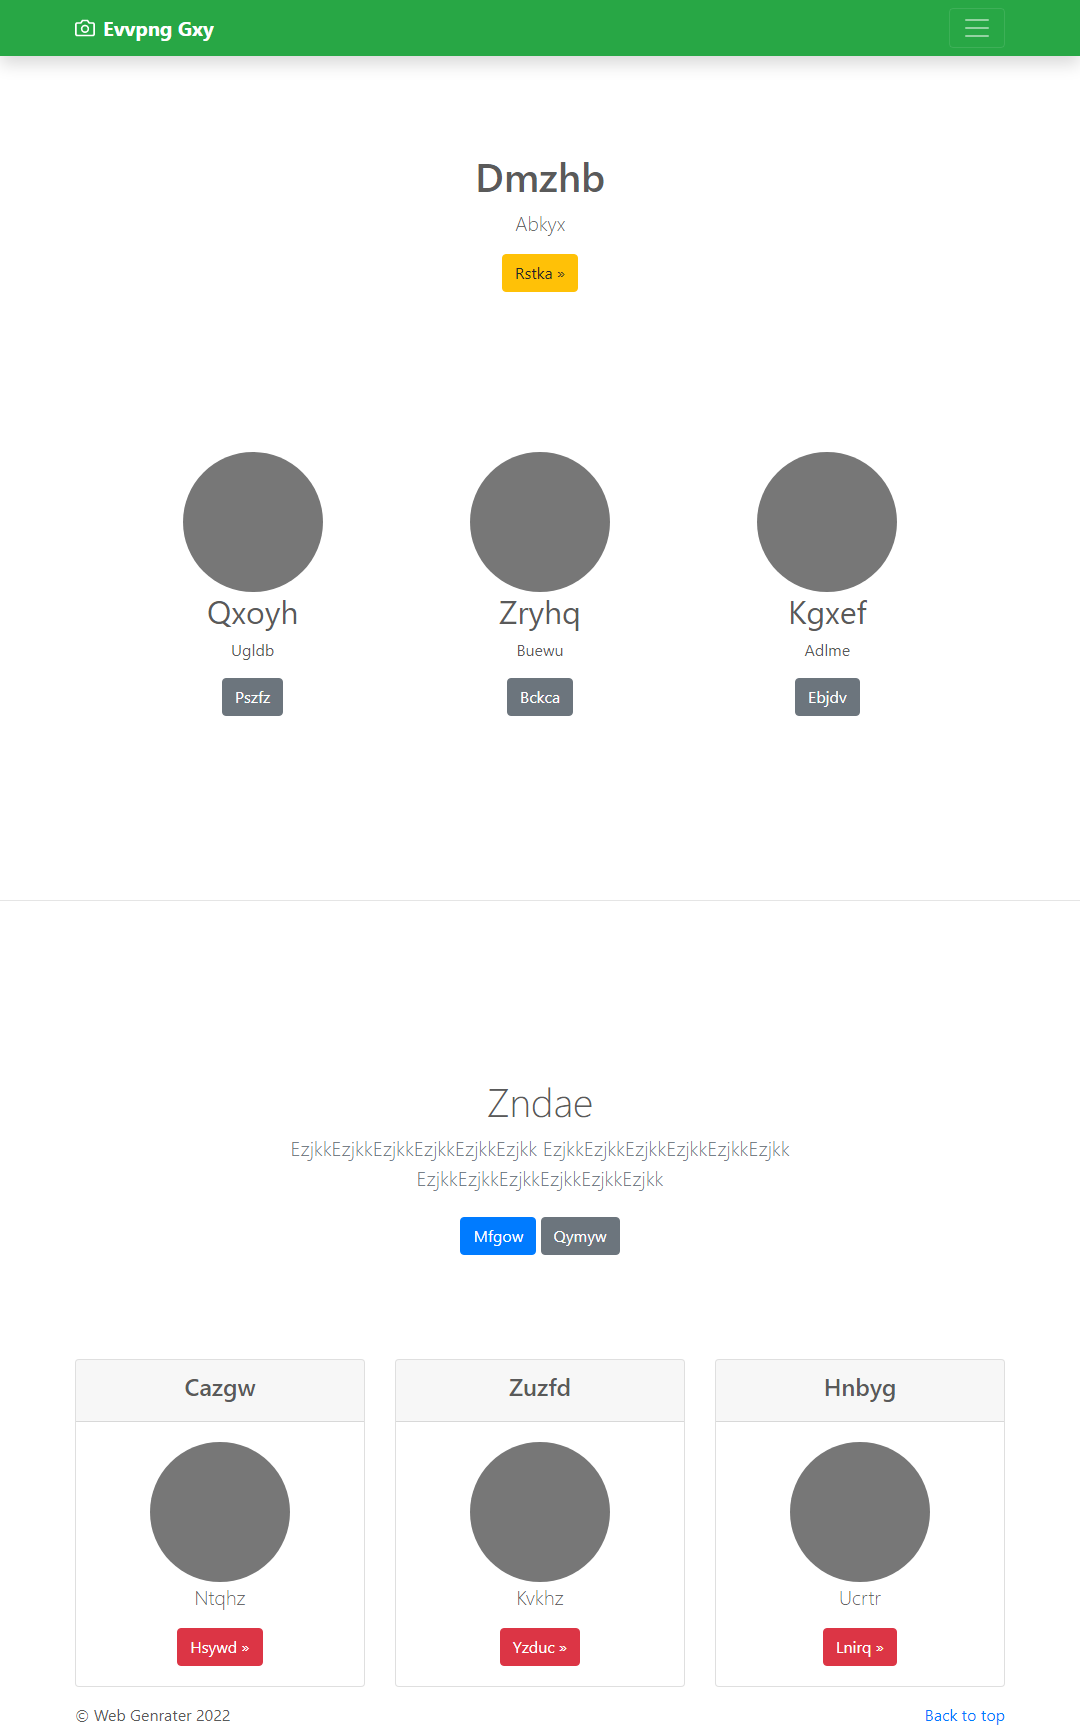 Evvpng Gxy
Dmzhb
Abkyx
Rstka »
Qxoyh
Ugldb
Pszfz
Zryhq
Buewu
Bckca
Kgxef
Adlme
Ebjdv
Zndae
EzjkkEzjkkEzjkkEzjkkEzjkkEzjkk EzjkkEzjkkEzjkkEzjkkEzjkkEzjkk
EzjkkEzjkkEzjkkEzjkkEzjkkEzjkk
Mfgow Qymyw
Cazgw
Ntqhz
Hsywd »
Zuzfd
Kvkhz
Yzduc »
Hnbyg
Ucrtr
Lnirq »
© Web Genrater 2022
Back to top